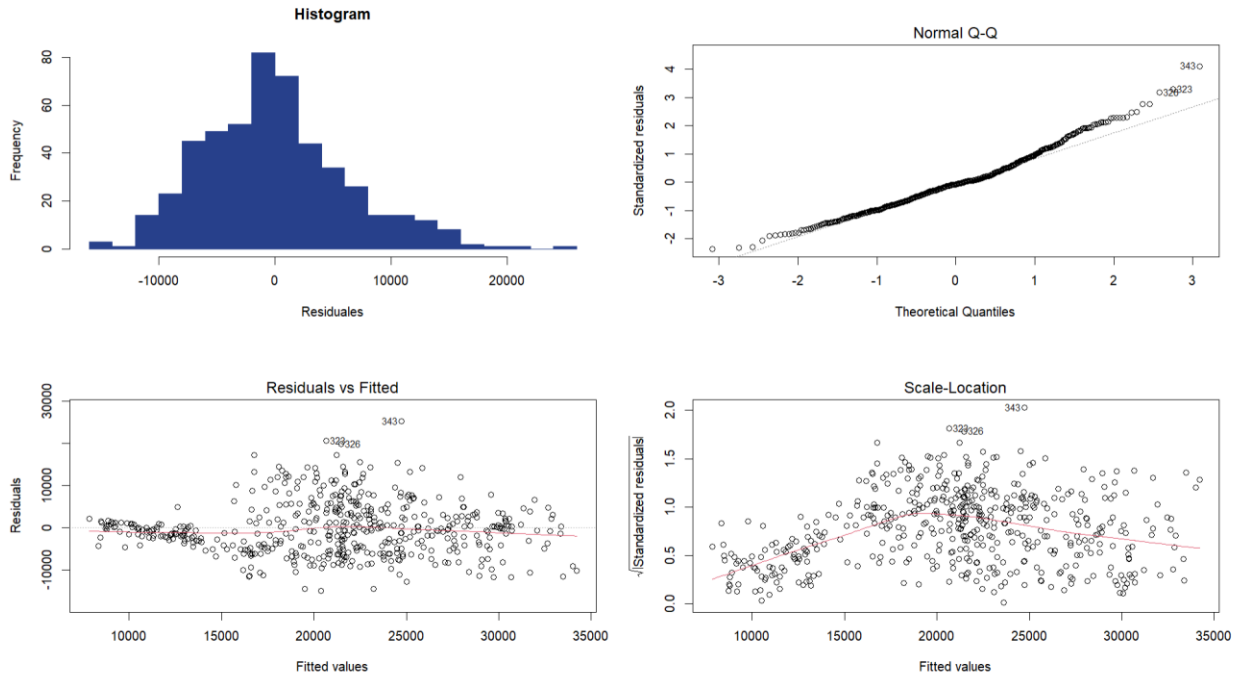 Histogram
Frequency
80
60
40
20
0
-10000 0 10000 20000
Residuales
Normal Q-Q
Standardized residuals
4
3
2
1
0
-1
-2
343
323
-3 -2 -1 0 1 2 3
Theoretical Quantiles
Residuals vs Fitted
Residuals
30000
10000
0
-10000
343
323
326
10000 15000 20000 25000 30000 35000
Fitted values
Scale-Location
√|Standardized residuals|
2.0
1.5
1.0
0.5
0.0
343
323
326
10000 15000 20000 25000 30000 35000
Fitted values